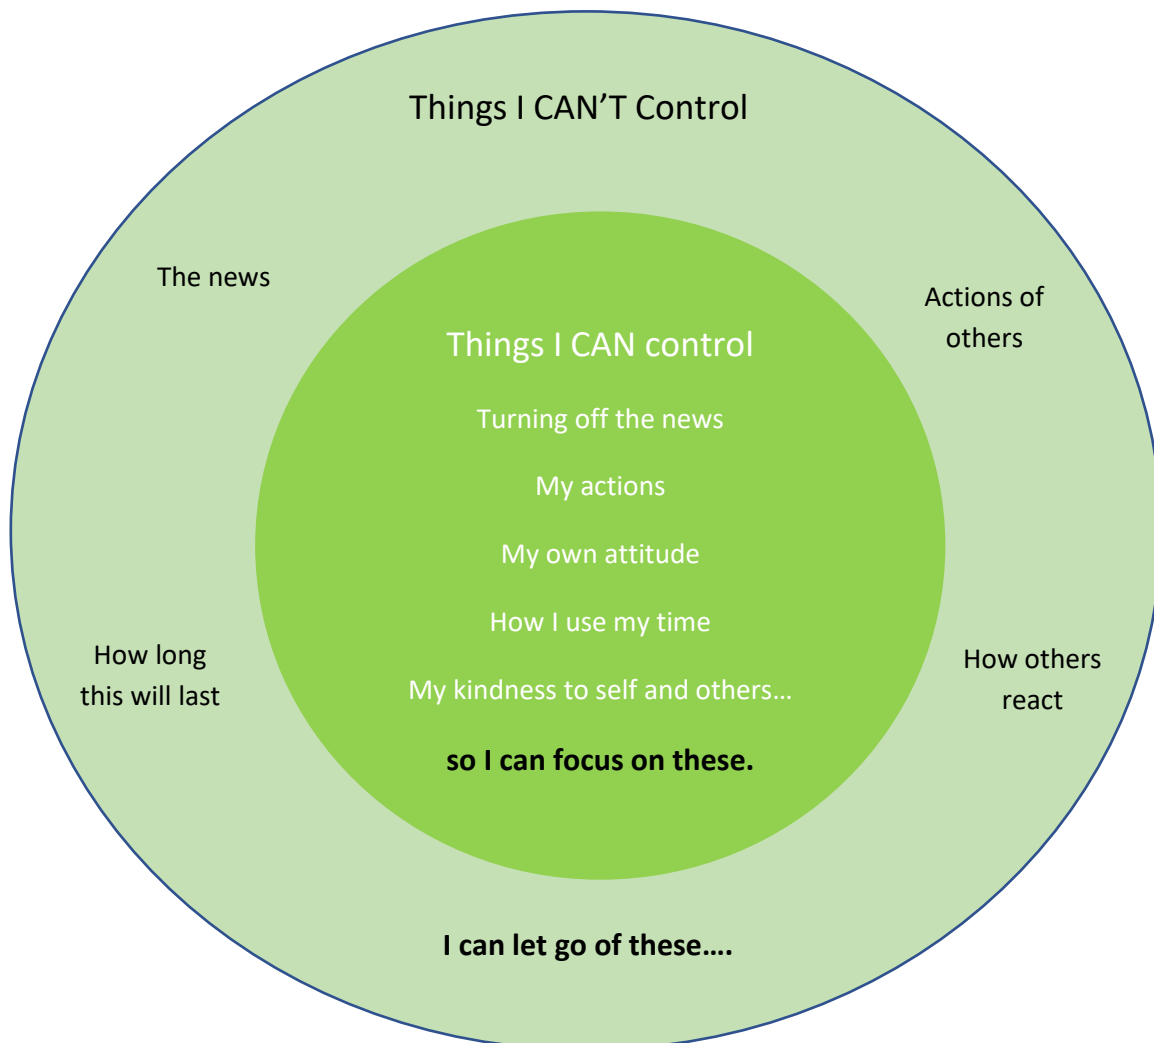 Things I CAN’T Control
The news
Actions of
others
Things I CAN control
Turning off the news
My actions
My own attitude
How I use my time
My kindness to self and others…
so I can focus on these.
How long
this will last
How others
react
I can let go of these….